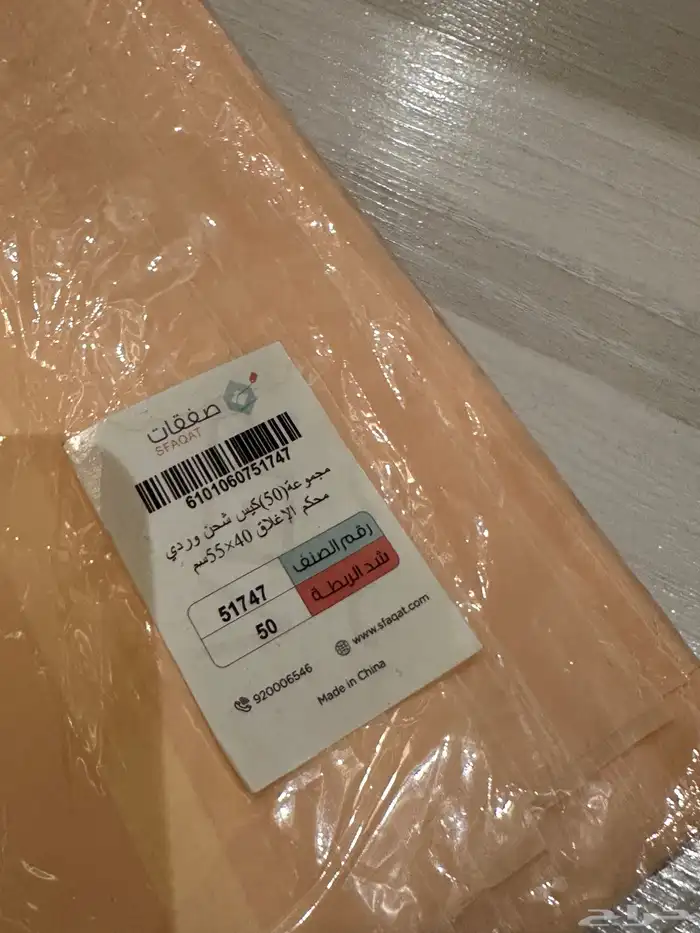 صفقات
SFAQAT
6101060751747
مجموعة(50)كيس شحن وردي
محكم الإغلاق 40×55سم
رقم الصنف 51747
شد الربطة 50
www.sfaqat.com
920006546
Made in China
حراج